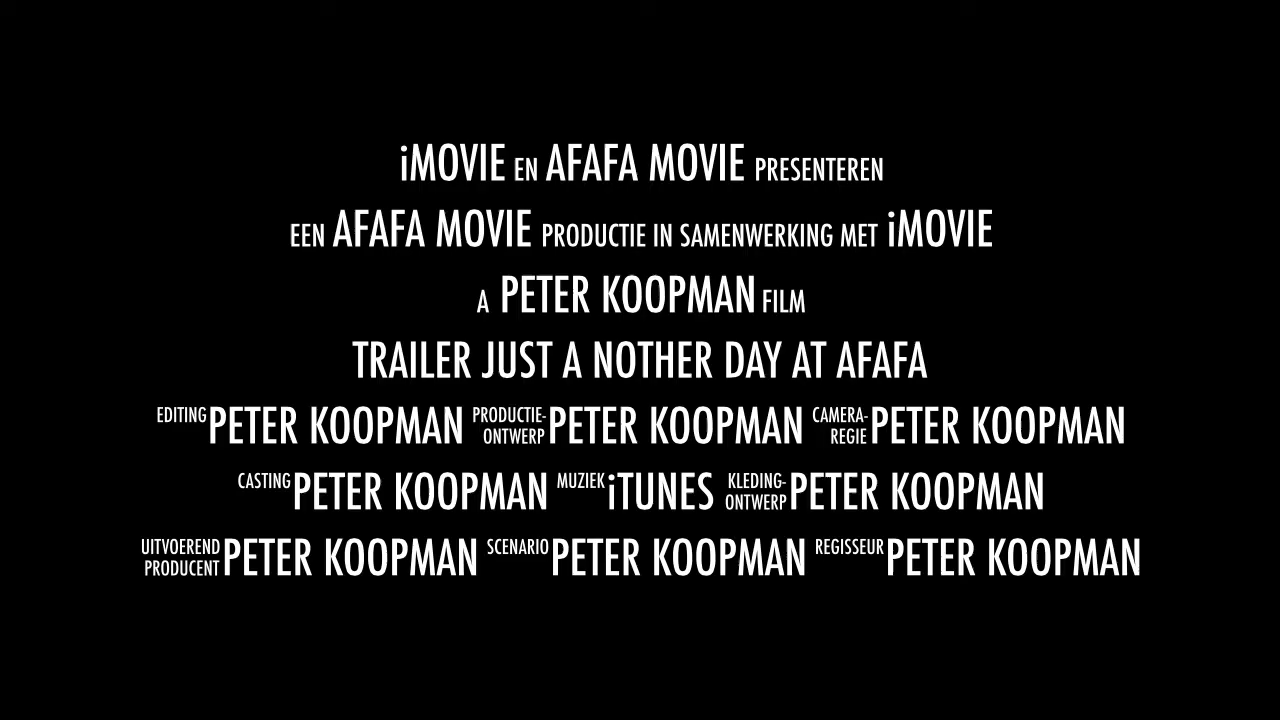 iMOVIE EN AFAFA MOVIE PRESENTEREN
EEN AFAFA MOVIE PRODUCTIE IN SAMENWERKING MET iMOVIE
A PETER KOOPMAN FILM
TRAILER JUST A NOTHER DAY AT AFAFA
EDITING PETER KOOPMAN PRODUCTIE-ONTWERP PETER KOOPMAN CAMERA-REGIE PETER KOOPMAN
CASTING PETER KOOPMAN MUZIEK iTUNES KLEDING-ONTWERP PETER KOOPMAN
UITVOEREND PRODUCENT PETER KOOPMAN SCENARIO PETER KOOPMAN REGISSEUR PETER KOOPMAN